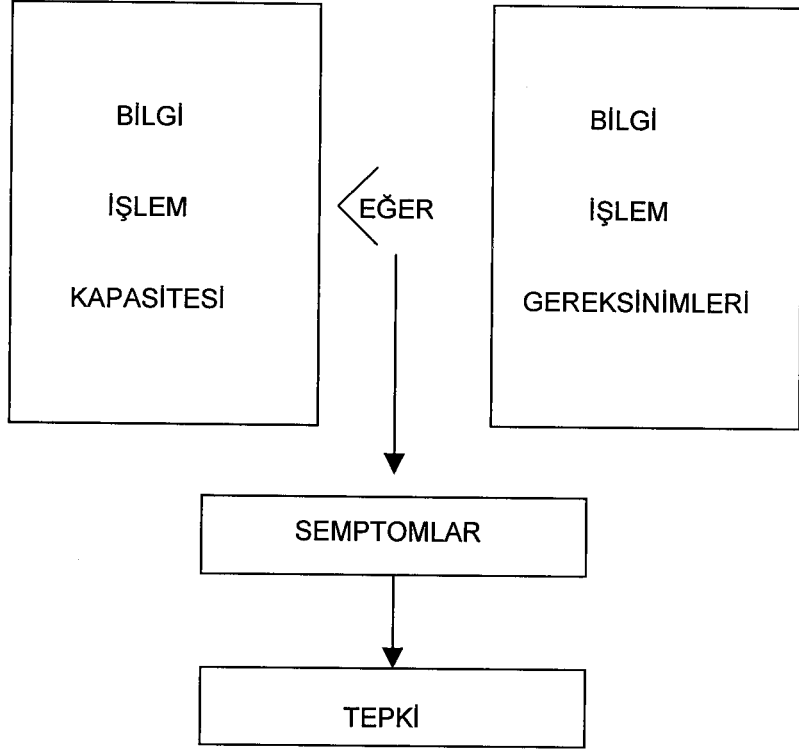 BİLGİ
İŞLEM
KAPASİTESİ
EĞER
BİLGİ
İŞLEM
GEREKSİNİMLERİ
SEMPTOMLAR
TEPKİ